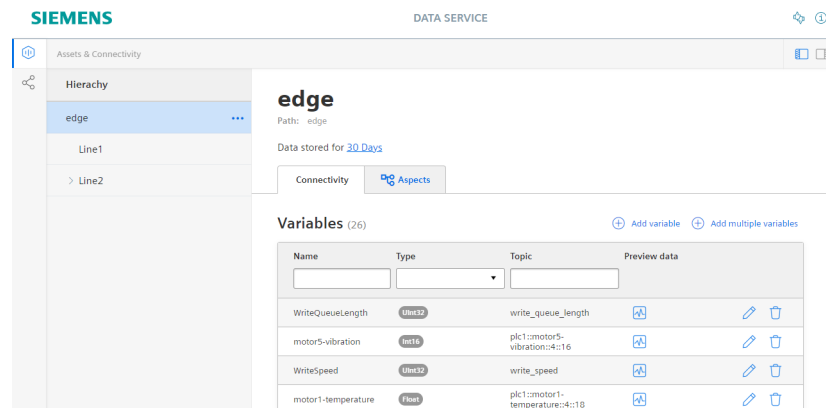 SIEMENS
DATA SERVICE
Assets & Connectivity
Hierachy
edge
Line1
Line2
edge
Path: edge
Data stored for 30 Days
Connectivity
Aspects
Variables (26)
Add variable
Add multiple variables
Name Type Topic Preview data
WriteQueueLength UInt32 write_queue_length
motor5-vibration Int16 plc1::motor5-
vibration::4::16
WriteSpeed UInt32 write_speed
motor1-temperature Float plc1::motor1-
temperature::4::18